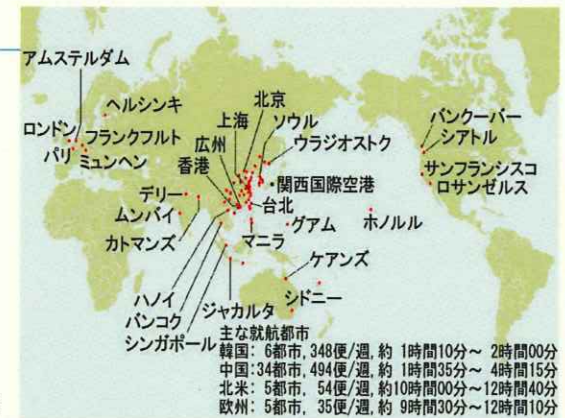 アムステルダム
ヘルシンキ
ロンドン
フランクフルト
パリ
ミュンヘン
北京
上海
ソウル
広州
ウラジオストク
香港
関西国際空港
デリー
台北
ムンバイ
カトマンズ
マニラ
グアム
ホノルル
バンクーバー
シアトル
サンフランシスコ
ロサンゼルス
ケアンズ
ハノイ
バンコク
シンガポール
ジャカルタ
シドニー
主な就航都市
韓国: 6都市, 348便/週, 約 1時間10分～ 2時間00分
中国:34都市, 494便/週, 約 1時間35分～ 4時間15分
北米: 5都市, 54便/週, 約10時間00分～12時間40分
欧州: 5都市, 35便/週, 約 9時間30分～12時間10分